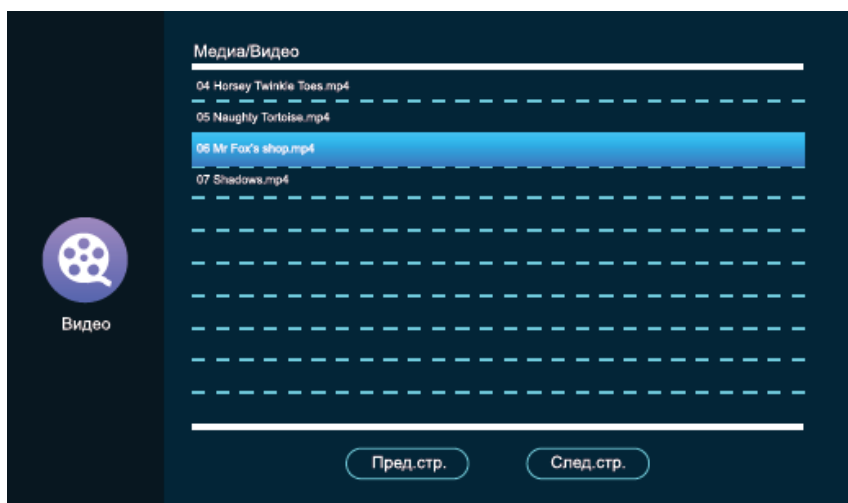 Медиа/Видео
04 Horsey Twinkle Toes.mp4
05 Naughty Tortoise.mp4
06 Mr Fox's shop.mp4
07 Shadows.mp4
Видео
Пред.стр.
След.стр.